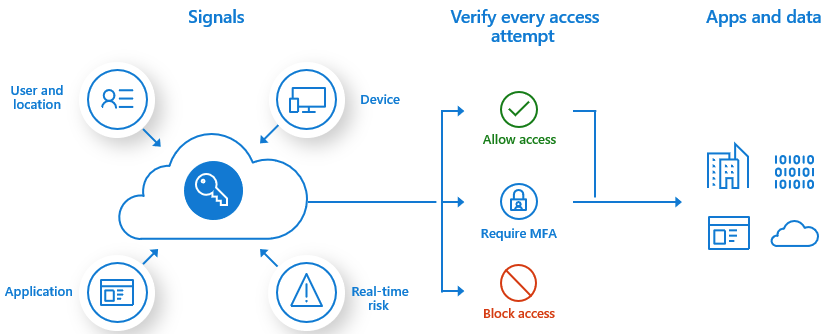 Signals
Verify every access
attempt
Apps and data
User and
location
Device
Allow access
101010
010101
101010
Require MFA
Application
Real-time
risk
Block access